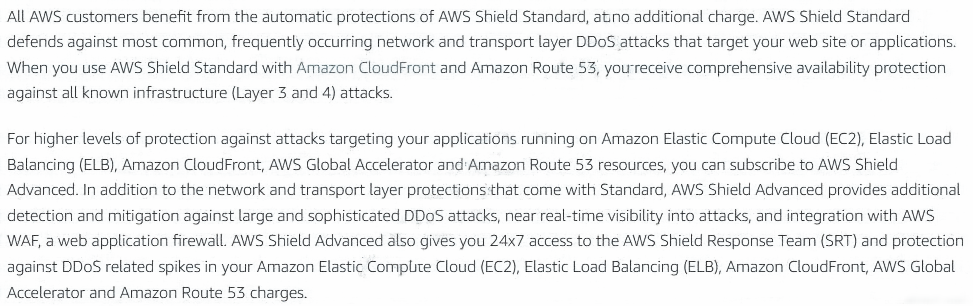 All AWS customers benefit from the automatic protections of AWS Shield Standard, at no additional charge. AWS Shield Standard
defends against most common, frequently occurring network and transport layer DDoS attacks that target your web site or applications.
When you use AWS Shield Standard with Amazon CloudFront and Amazon Route 53, you receive comprehensive availability protection
against all known infrastructure (Layer 3 and 4) attacks.
For higher levels of protection against attacks targeting your applications running on Amazon Elastic Compute Cloud (EC2), Elastic Load
Balancing (ELB), Amazon CloudFront, AWS Global Accelerator and Amazon Route 53 resources, you can subscribe to AWS Shield
Advanced. In addition to the network and transport layer protections that come with Standard, AWS Shield Advanced provides additional
detection and mitigation against large and sophisticated DDoS attacks, near real-time visibility into attacks, and integration with AWS
WAF, a web application firewall. AWS Shield Advanced also gives you 24x7 access to the AWS Shield Response Team (SRT) and protection
against DDoS related spikes in your Amazon Elastic Compute Cloud (EC2), Elastic Load Balancing (ELB), Amazon CloudFront, AWS Global
Accelerator and Amazon Route 53 charges.